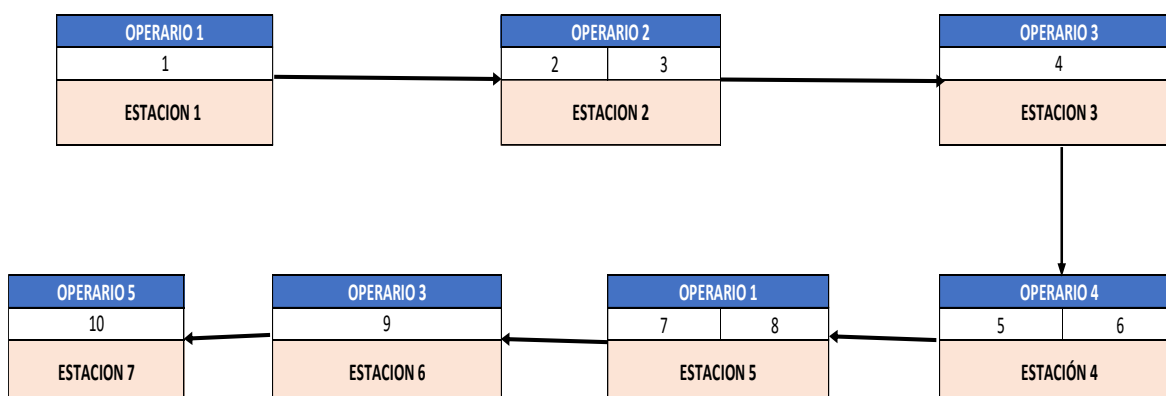 OPERARIO 1
1
ESTACION 1
OPERARIO 2
2 3
ESTACION 2
OPERARIO 3
4
ESTACION 3
OPERARIO 5
10
ESTACION 7
OPERARIO 3
9
ESTACION 6
OPERARIO 1
7 8
ESTACION 5
OPERARIO 4
5 6
ESTACIÓN 4